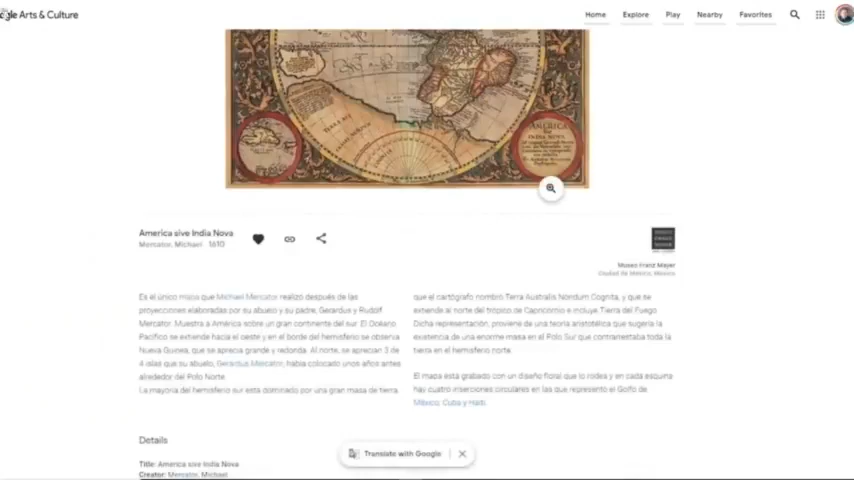 gle Arts & Culture
Home
Explore
Play
Nearby
Favorites
AMERICA
INDIA NOVA
America sive India Nova
Mercator, Michael 1610
Museo Franz Mayer
Ciudad de México, Mexico
Es el único mapa que Michael Mercator realizó después de las
proyecciones elaboradas por su abuelo y su padre, Gerardus y Rudolf
Mercator. Muestra a América sobre un gran continente del sur. El Océano
Pacífico se extiende hacia el oeste y en el borde del hemisferio se observa
Nueva Guinea, que se aprecia grande y redonda. Al norte, se aprecian 3 de
4 islas que su abuelo, Gerardus Mercator, había colocado unos años antes
alrededor del Polo Norte.
La mayoría del hemisferio sur está dominado por una gran masa de tierra
que el cartógrafo nombró Terra Australis Nondum Cognita, y que se
extiende al norte del trópico de Capricornio e incluye Tierra del Fuego.
Dicha representación, proviene de una teoría aristotélica que sugería la
existencia de una enorme masa en el Polo Sur que contrarrestaba toda la
tierra en el hemisferio norte.
El mapa está grabado con un diseño floral que lo rodea y en cada esquina
hay cuatro inserciones circulares en las que representó el Golfo de
México, Cuba y Haití.
Details
Title: America sive India Nova
Creator: Mercator, Michael
Translate with Google